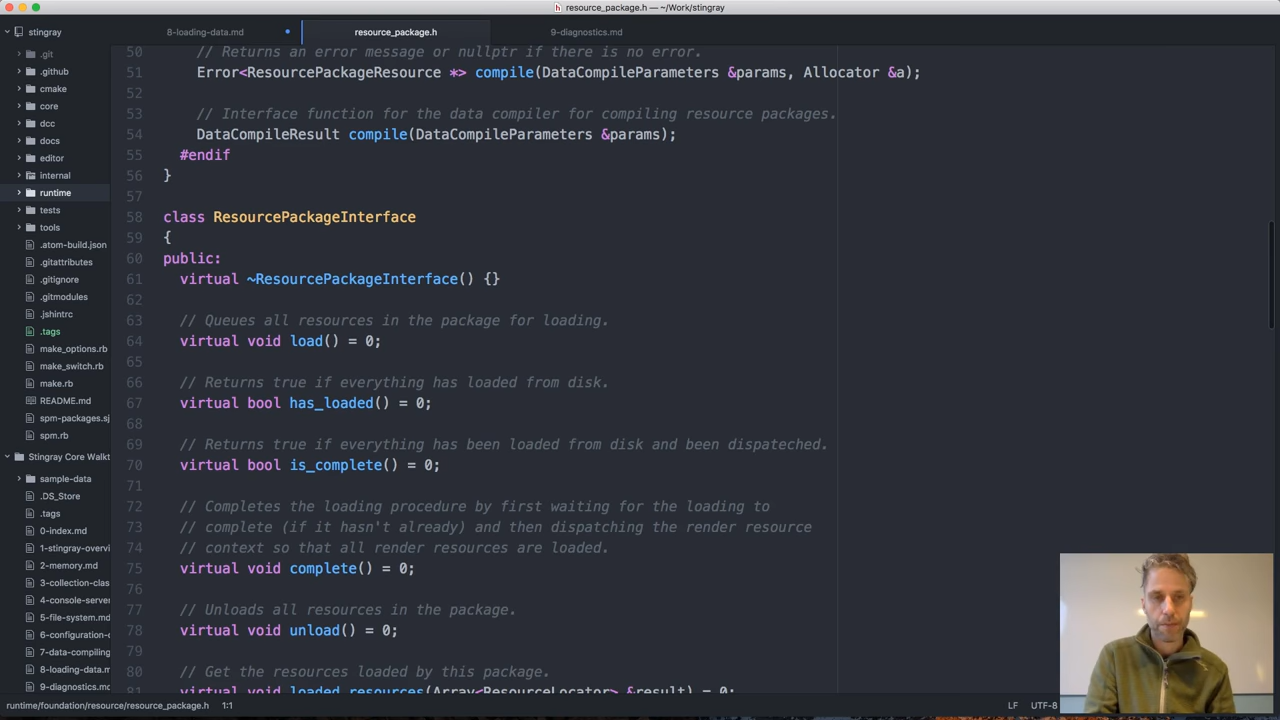 resource_package.h — ~/Work/stingray
stingray
8-loading-data.md
resource_package.h
9-diagnostics.md
.git
.github
cmake
core
dcc
docs
editor
internal
runtime
tests
tools
.atom-build.json
.gitattributes
.gitignore
.gitmodules
.jshintrc
.tags
make_options.rb
make_switch.rb
make.rb
README.md
spm-packages.sj
spm.rb
Stingray Core Walkt
sample-data
.DS_Store
.tags
0-index.md
1-stingray-overvi
2-memory.md
3-collection-clas
4-console-server
5-file-system.md
6-configuration-d
7-data-compiling
8-loading-data.md
9-diagnostics.md
50 // Returns an error message or nullptr if there is no error.
51 Error<ResourcePackageResource *> compile(DataCompileParameters &params, Allocator &a);
52
53 // Interface function for the data compiler for compiling resource packages.
54 DataCompileResult compile(DataCompileParameters &params);
55 #endif
56 }
57
58 class ResourcePackageInterface
59 {
60 public:
61 virtual ~ResourcePackageInterface() {}
62
63 // Queues all resources in the package for loading.
64 virtual void load() = 0;
65
66 // Returns true if everything has loaded from disk.
67 virtual bool has_loaded() = 0;
68
69 // Returns true if everything has been loaded from disk and been dispateched.
70 virtual bool is_complete() = 0;
71
72 // Completes the loading procedure by first waiting for the loading to
73 // complete (if it hasn't already) and then dispatching the render resource
74 // context so that all render resources are loaded.
75 virtual void complete() = 0;
76
77 // Unloads all resources in the package.
78 virtual void unload() = 0;
79
80 // Get the resources loaded by this package.
81 virtual void loaded_resources(Array<ResourceLocator> &result) = 0;
runtime/foundation/resource/resource_package.h 1:1
LF UTF-8